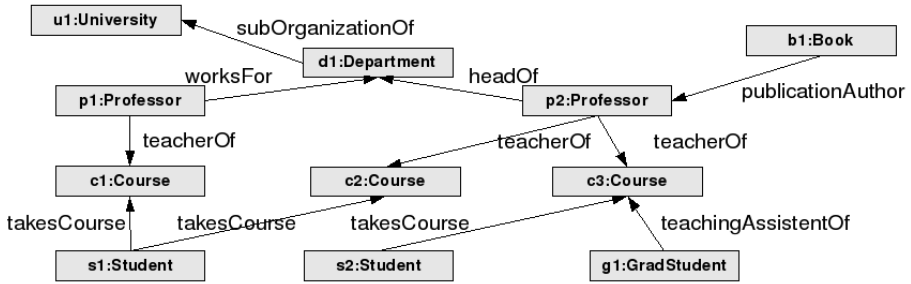 u1:University
subOrganizationOf
b1:Book
d1:Department
worksFor
headOf
p1:Professor
p2:Professor
publicationAuthor
teacherOf
teacherOf
teacherOf
c1:Course
c2:Course
c3:Course
takesCourse
takesCourse
takesCourse
teachingAssistentOf
s1:Student
s2:Student
g1:GradStudent